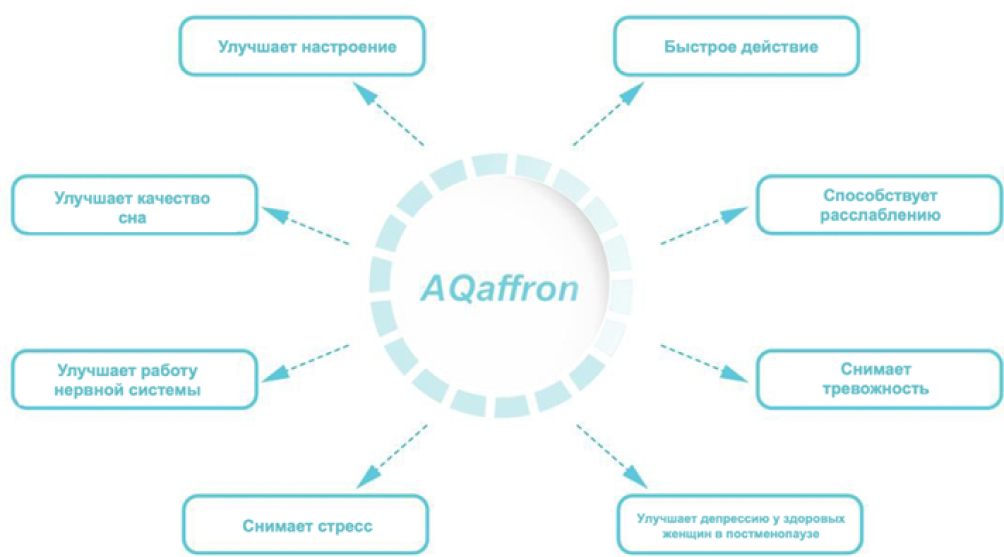 Улучшает настроение
Быстрое действие
Улучшает качество
сна
Способствует
расслаблению
AQaffron
Улучшает работу
нервной системы
Снимает
тревожность
Снимает стресс
Улучшает депрессию у здоровых
женщин в постменопаузе